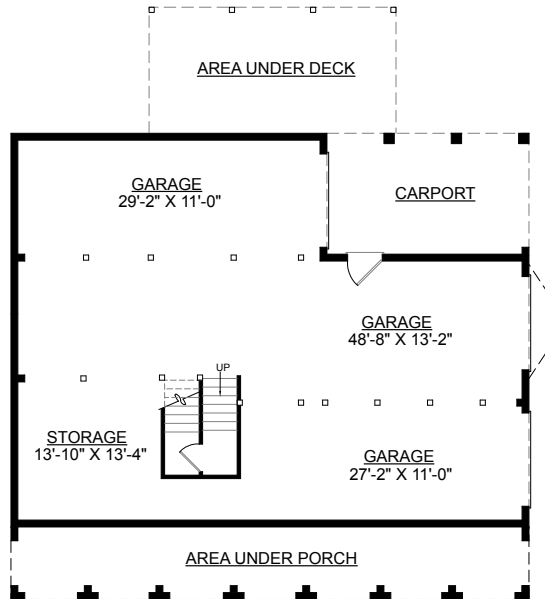 AREA UNDER DECK
GARAGE
29'-2" X 11'-0"
CARPORT
GARAGE
48'-8" X 13'-2"
UP
STORAGE
13'-10" X 13'-4"
GARAGE
27'-2" X 11'-0"
AREA UNDER PORCH